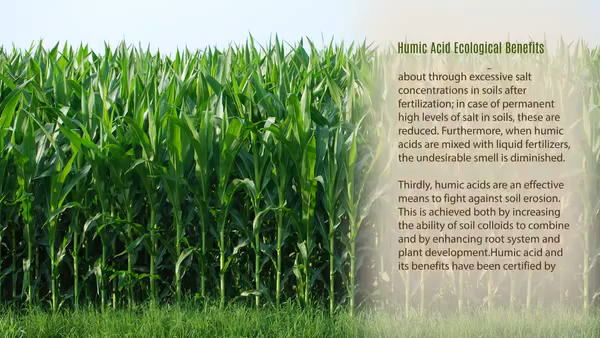 Humic Acid Ecological Benefits
about through excessive salt
concentrations in soils after
fertilization; in case of permanent
high levels of salt in soils, these are
reduced. Furthermore, when humic
acids are mixed with liquid fertilizers,
the undesirable smell is diminished.
Thirdly, humic acids are an effective
means to fight against soil erosion.
This is achieved both by increasing
the ability of soil colloids to combine
and by enhancing root system and
plant development.Humic acid and
its benefits have been certified by